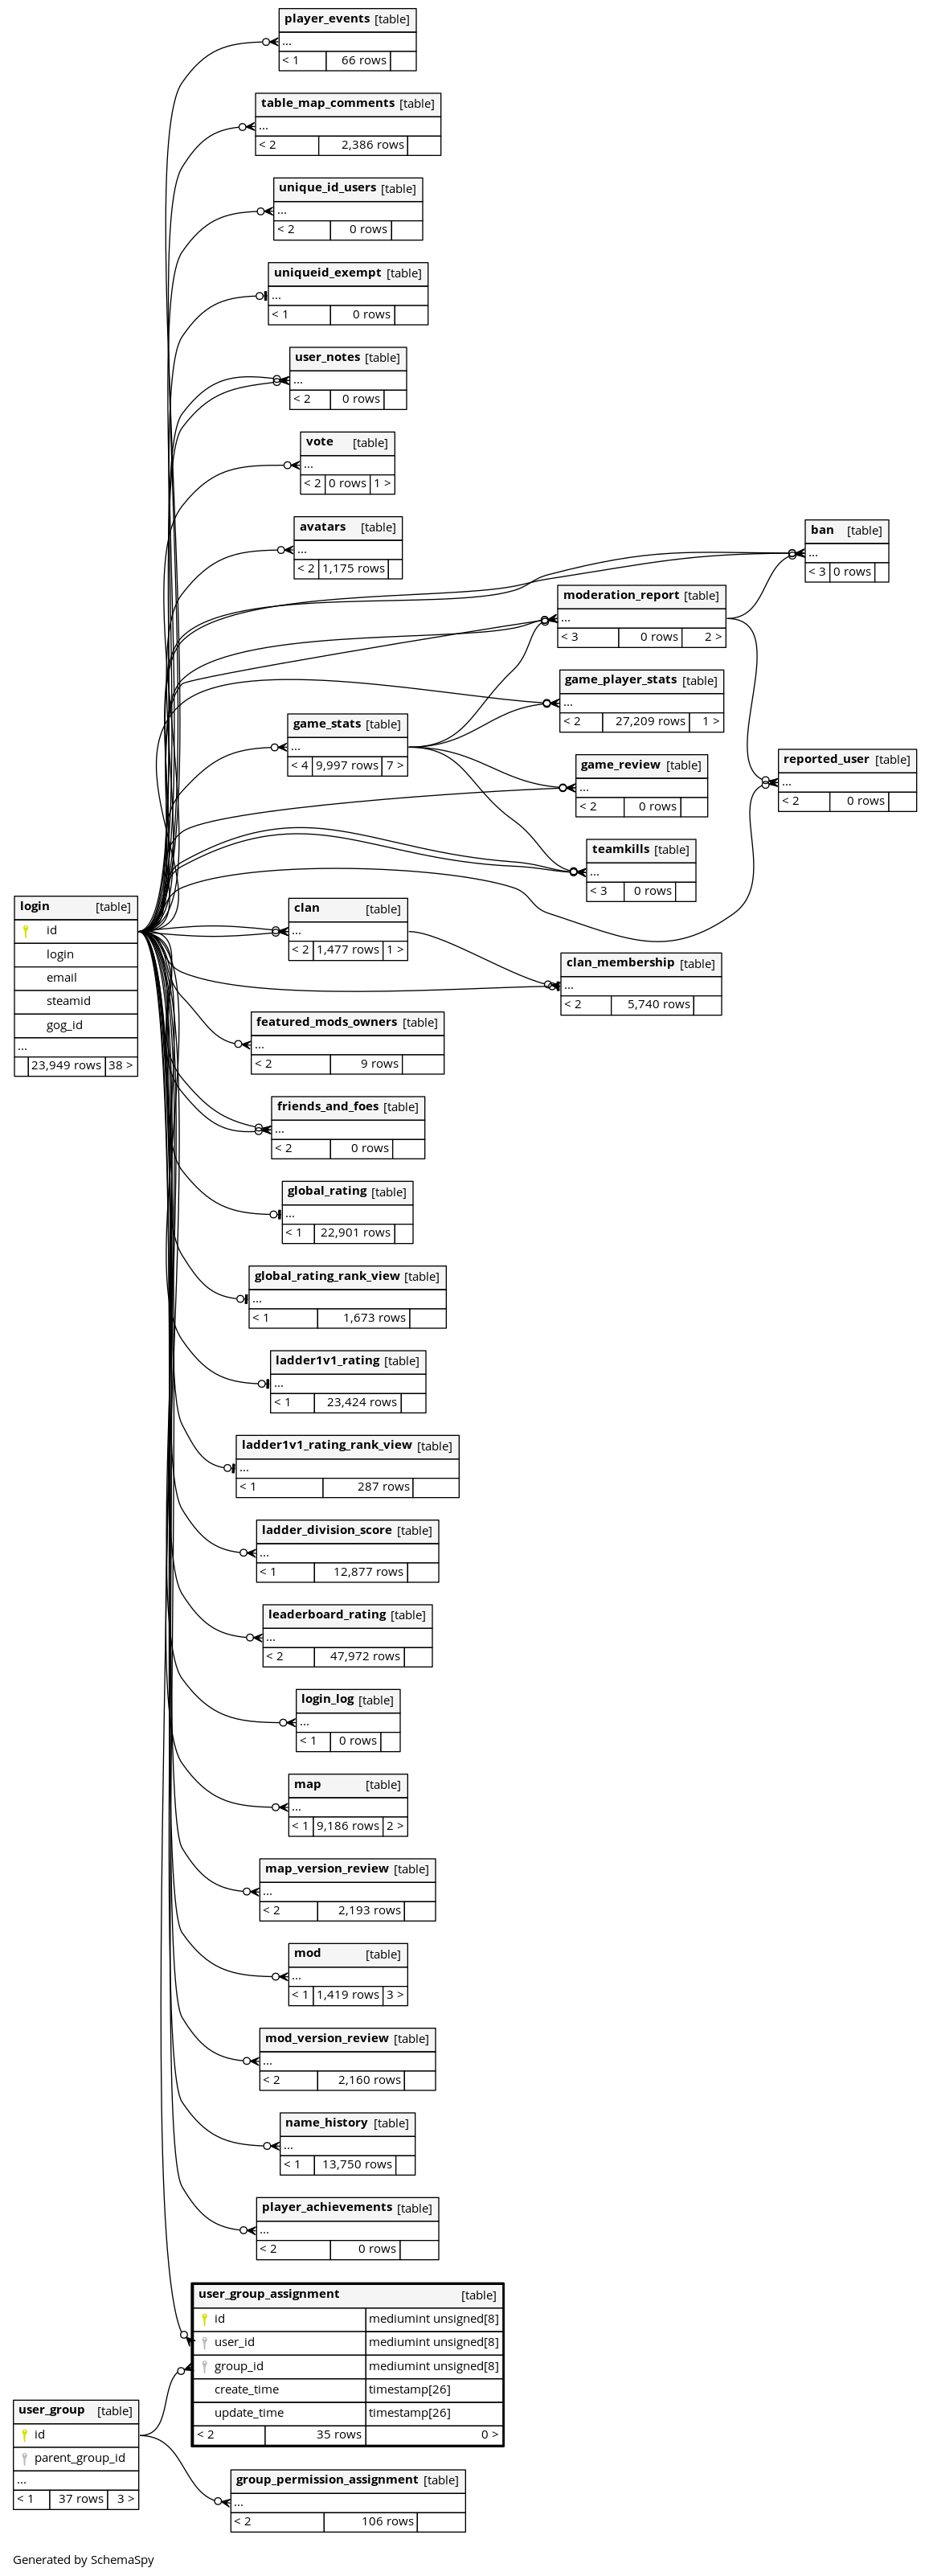 player_events [table]
...
< 1 66 rows
table_map_comments [table]
...
< 2 2,386 rows
unique_id_users [table]
...
< 2 0 rows
uniqueid_exempt [table]
...
< 1 0 rows
user_notes [table]
...
< 2 0 rows
vote [table]
...
< 2 0 rows 1 >
avatars [table]
...
< 2 1,175 rows
ban [table]
...
< 3 0 rows
moderation_report [table]
...
< 3 0 rows 2 >
game_player_stats [table]
...
< 2 27,209 rows 1 >
game_stats [table]
...
< 4 9,997 rows 7 >
game_review [table]
...
< 2 0 rows
reported_user [table]
...
< 2 0 rows
teamkills [table]
...
< 3 0 rows
login [table]
id
login
email
steamid
gog_id
...
23,949 rows 38 >
clan [table]
...
< 2 1,477 rows 1 >
clan_membership [table]
...
< 2 5,740 rows
featured_mods_owners [table]
...
< 2 9 rows
friends_and_foes [table]
...
< 2 0 rows
global_rating [table]
...
< 1 22,901 rows
global_rating_rank_view [table]
...
< 1 1,673 rows
ladder1v1_rating [table]
...
< 1 23,424 rows
ladder1v1_rating_rank_view [table]
...
< 1 287 rows
ladder_division_score [table]
...
< 1 12,877 rows
leaderboard_rating [table]
...
< 2 47,972 rows
login_log [table]
...
< 1 0 rows
map [table]
...
< 1 9,186 rows 2 >
map_version_review [table]
...
< 2 2,193 rows
mod [table]
...
< 1 1,419 rows 3 >
mod_version_review [table]
...
< 2 2,160 rows
name_history [table]
...
< 1 13,750 rows
player_achievements [table]
...
< 2 0 rows
user_group_assignment [table]
id mediumint unsigned[8]
user_id mediumint unsigned[8]
group_id mediumint unsigned[8]
create_time timestamp[26]
update_time timestamp[26]
< 2 35 rows 0 >
user_group [table]
id
parent_group_id
...
< 1 37 rows 3 >
group_permission_assignment [table]
...
< 2 106 rows
Generated by SchemaSpy